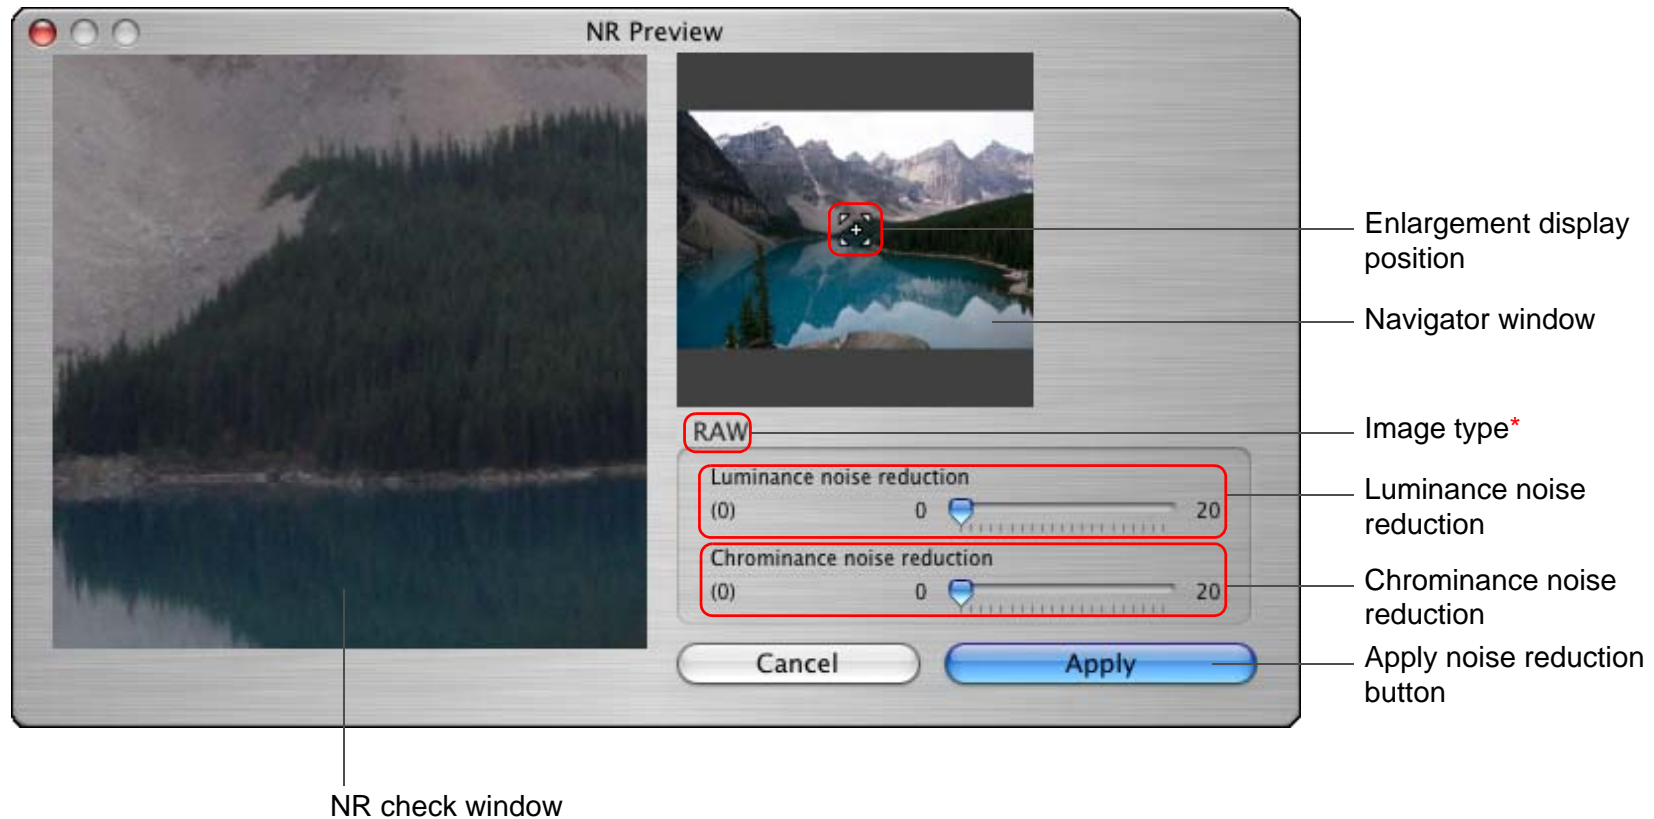 NR Preview
Enlargement display
position
Navigator window
RAW
Image type*
Luminance noise reduction
(0) 0 20
Luminance noise
reduction
Chrominance noise reduction
(0) 0 20
Chrominance noise
reduction
Cancel
Apply
Apply noise reduction
button
NR check window